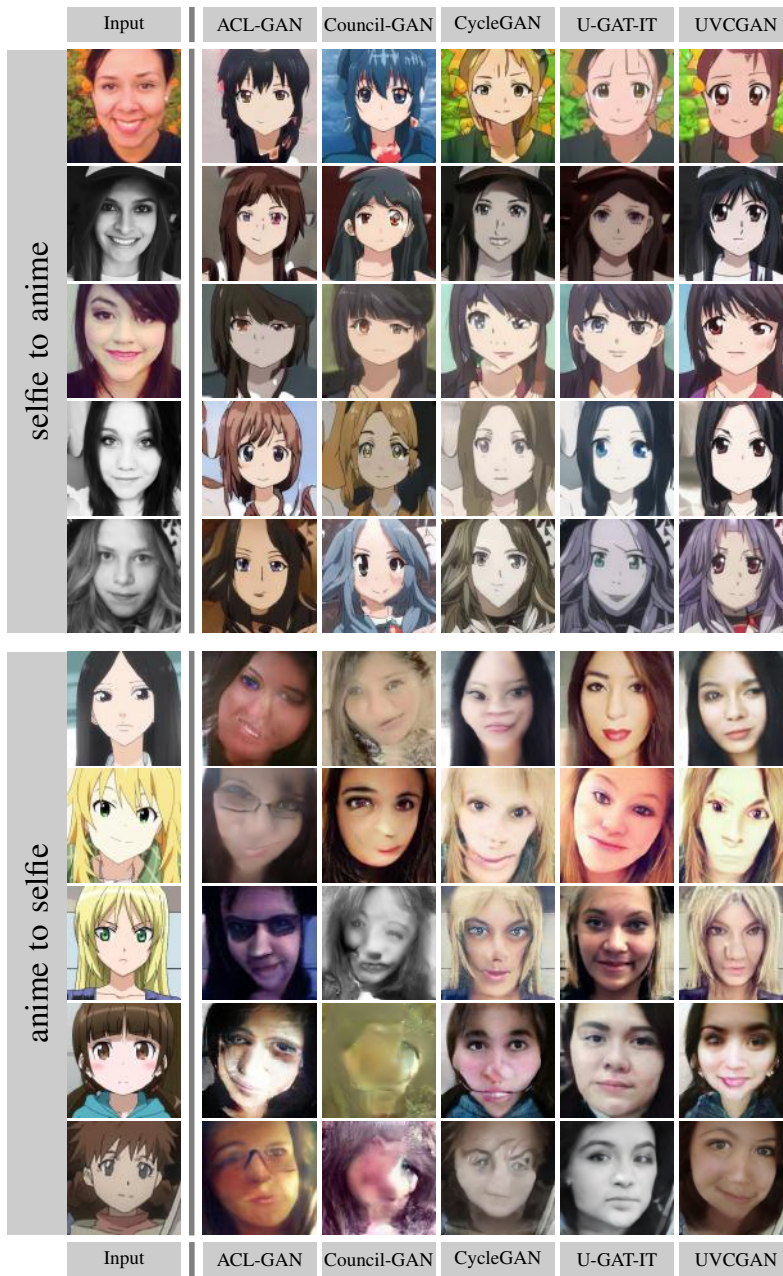 Input ACL-GAN Council-GAN CycleGAN U-GAT-IT UVCGAN
selfie to anime
anime to selfie
Input ACL-GAN Council-GAN CycleGAN U-GAT-IT UVCGAN